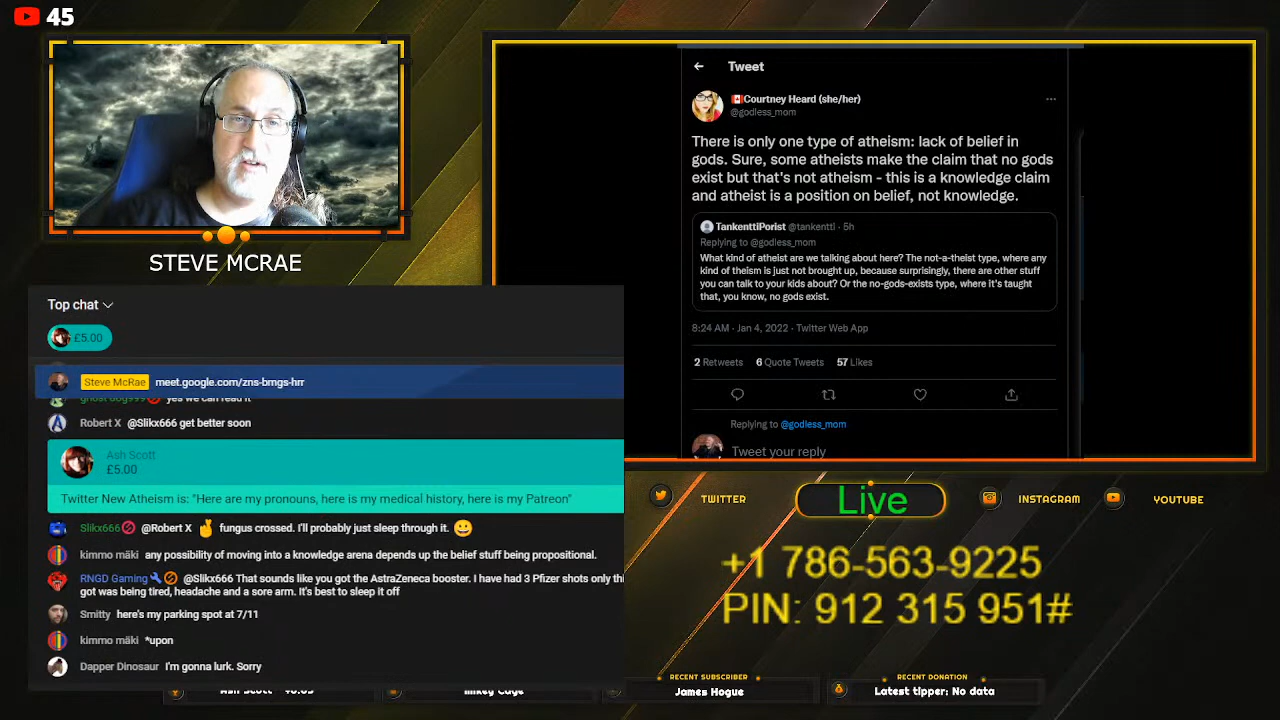 45
STEVE MCRAE
Top chat
£5.00
Steve McRae meet.google.com/zns-bmgs-hrr
ghost dog999 yes we can read it
Robert X @Slikx666 get better soon
Ash Scott
£5.00
Twitter New Atheism is: "Here are my pronouns, here is my medical history, here is my Patreon"
Slikx666 @Robert X fungus crossed. I'll probably just sleep through it.
kimmo mäki any possibility of moving into a knowledge arena depends up the belief stuff being propositional.
RNGD Gaming @Slikx666 That sounds like you got the AstraZeneca booster. I have had 3 Pfizer shots only thi
got was being tired, headache and a sore arm. It's best to sleep it off
Smitty here's my parking spot at 7/11
kimmo mäki *upon
Dapper Dinosaur I'm gonna lurk. Sorry
Tweet
Courtney Heard (she/her)
@godless_mom
There is only one type of atheism: lack of belief in
gods. Sure, some atheists make the claim that no gods
exist but that's not atheism - this is a knowledge claim
and atheist is a position on belief, not knowledge.
TankenttiPorist @tankentti · 5h
Replying to @godless_mom
What kind of atheist are we talking about here? The not-a-theist type, where any
kind of theism is just not brought up, because surprisingly, there are other stuff
you can talk to your kids about? Or the no-gods-exists type, where it's taught
that, you know, no gods exist.
8:24 AM · Jan 4, 2022 · Twitter Web App
2 Retweets 6 Quote Tweets 57 Likes
Replying to @godless_mom
Tweet your reply
TWITTER
Live
INSTAGRAM
YOUTUBE
+1 786-563-9225
PIN: 912 315 951#
Ash Scott
Mikey Cage
RECENT SUBSCRIBER
James Hogue
RECENT DONATION
Latest tipper: No data